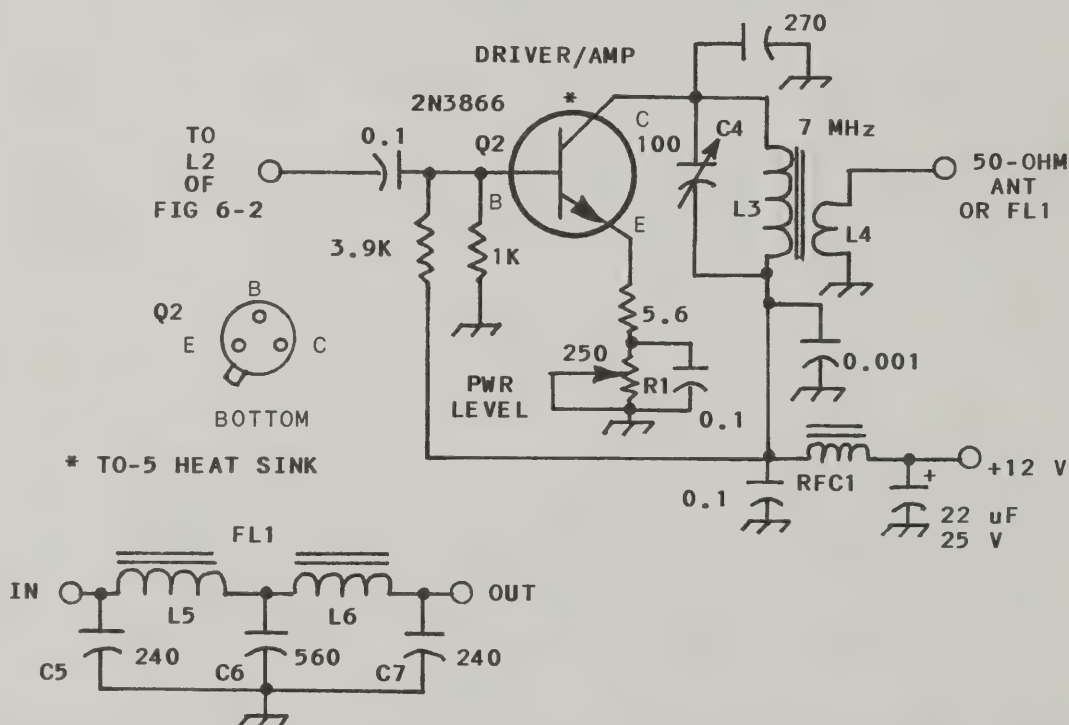 270
DRIVER/AMP
2N3866
*
C
100
C4
7 MHz
TO
L2
OF
FIG 6-2
0.1
Q2
B
E
L3
L4
50-OHM
ANT
OR FL1
3.9K
1K
5.6
250
R1
PWR
LEVEL
0.1
0.001
Q2
B
E
C
BOTTOM
* TO-5 HEAT SINK
0.1
RFC1
+12 V
+
22 uF
25 V
FL1
IN
L5
L6
OUT
C5
240
C6
560
C7
240